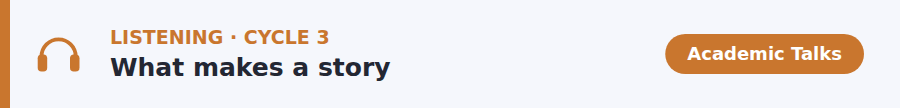 LISTENING · CYCLE 3
What makes a story
Academic Talks